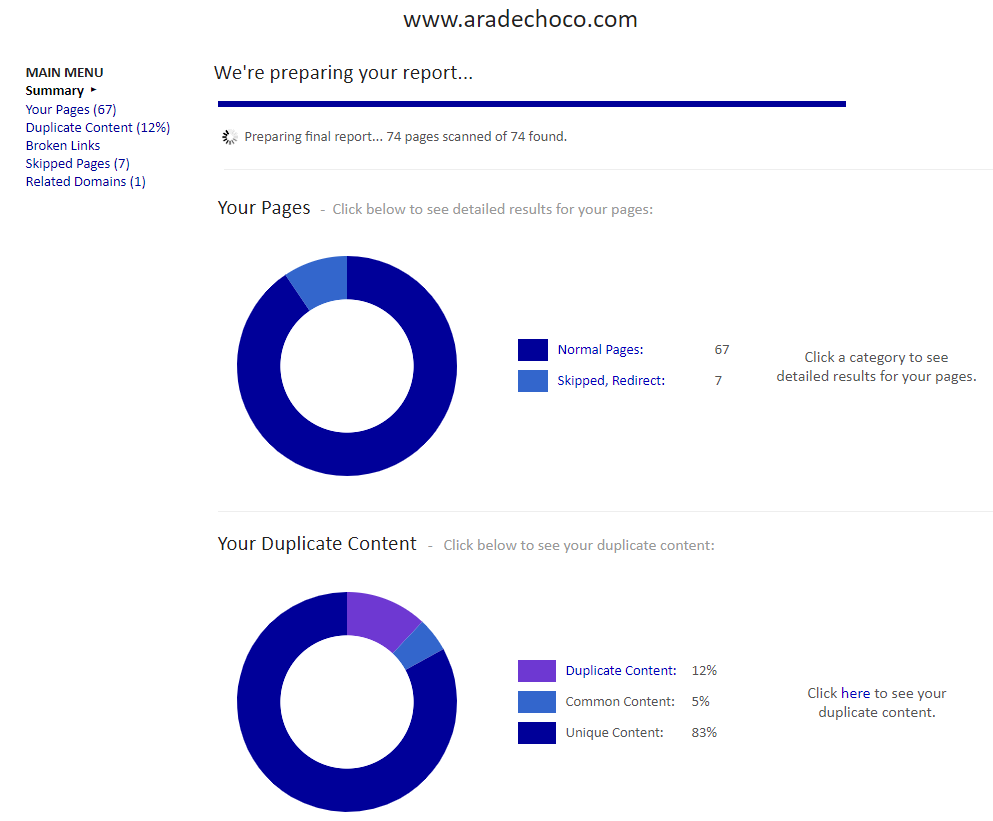 www.aradechoco.com
MAIN MENU
Summary ▸
Your Pages (67)
Duplicate Content (12%)
Broken Links
Skipped Pages (7)
Related Domains (1)
We're preparing your report...
Preparing final report... 74 pages scanned of 74 found.
Your Pages - Click below to see detailed results for your pages:
Normal Pages: 67
Skipped, Redirect: 7
Click a category to see
detailed results for your pages.
Your Duplicate Content - Click below to see your duplicate content:
Duplicate Content: 12%
Common Content: 5%
Unique Content: 83%
Click here to see your
duplicate content.